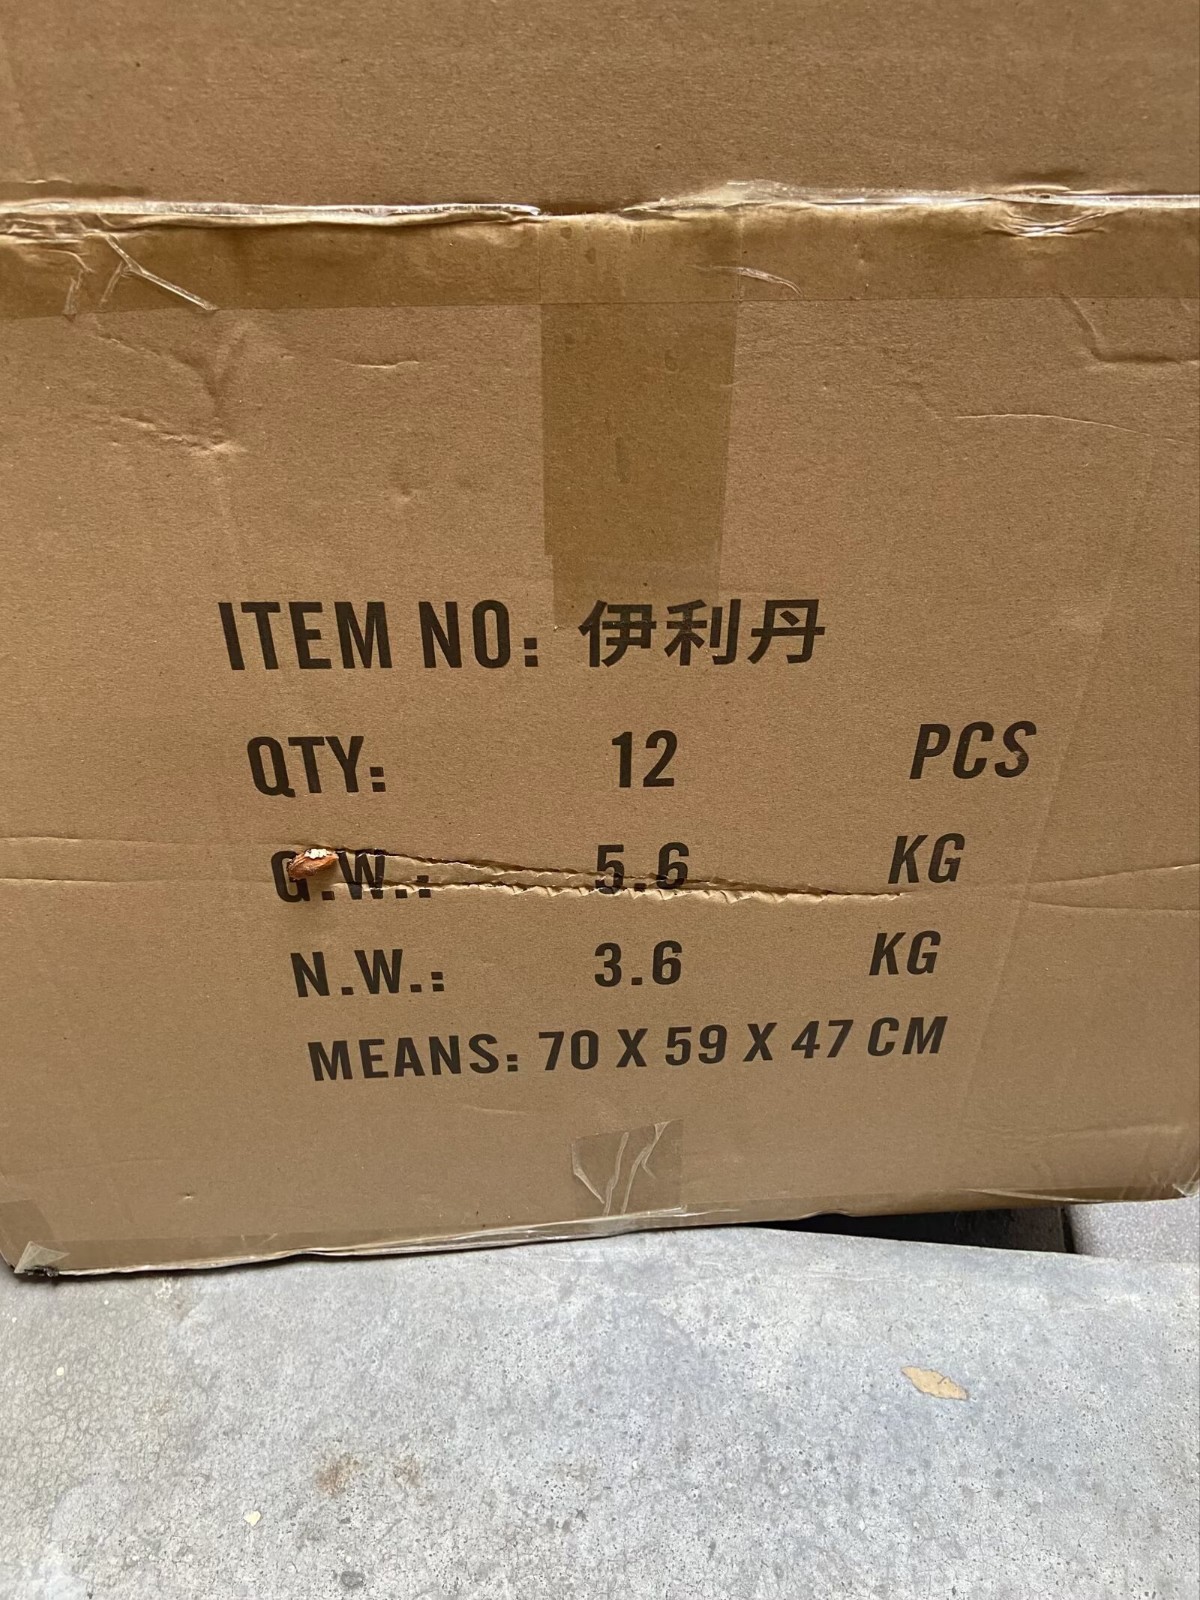 ITEM NO: 伊利丹
QTY: 12 PCS
G.W.: 5.6 KG
N.W.: 3.6 KG
MEANS: 70 X 59 X 47 CM